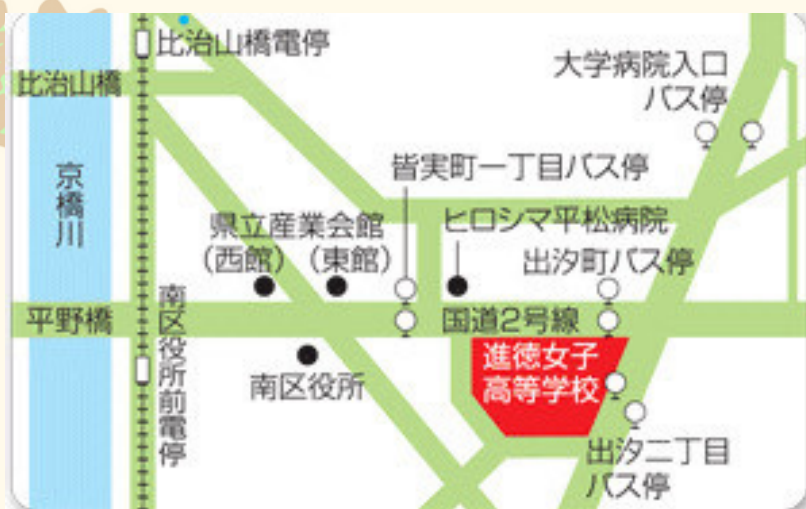 比治山橋電停
大学病院入口
バス停
比治山橋
皆実町一丁目バス停
京橋川
県立産業会館
(西館) (東館)
ヒロシマ平松病院
出汐町バス停
平野橋
南区役所前電停
国道2号線
進徳女子
高等学校
南区役所
出汐二丁目
バス停